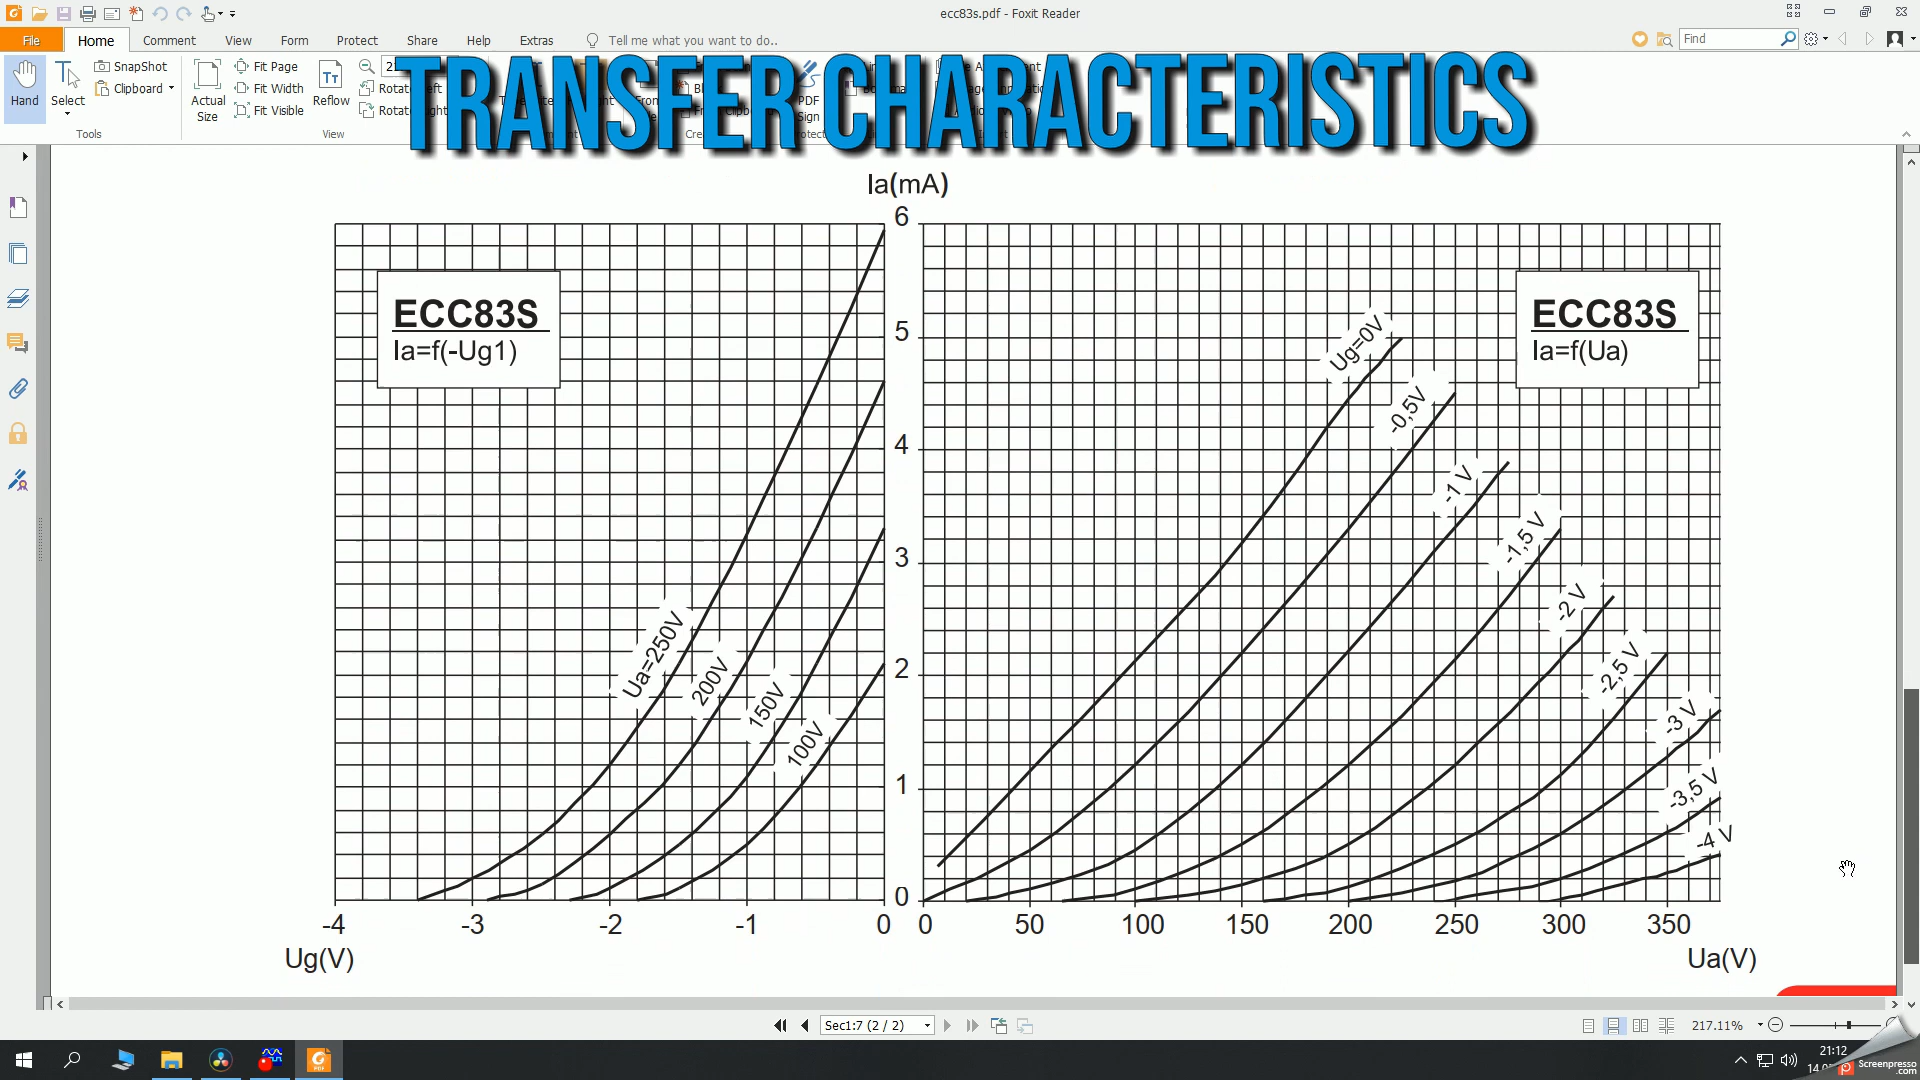 ecc83s.pdf - Foxit Reader
File Home Comment View Form Protect Share Help Extras Tell me what you want to do.. Find
Hand Select SnapShot Clipboard Actual Size Fit Page Fit Width Fit Visible Reflow
Tools View
TRANSFER CHARACTERISTICS
PDF Sign
Ia(mA)
6
5
4
3
2
1
0
ECC83S
Ia=f(-Ug1)
Ua=250V
200V
150V
100V
-4 -3 -2 -1 0
Ug(V)
ECC83S
Ia=f(Ua)
Ug=0V
-0,5V
-1 V
-1,5 V
-2 V
-2,5 V
-3 V
-3,5 V
-4 V
0 50 100 150 200 250 300 350
Ua(V)
Sec1:7 (2 / 2) 217.11%
21:12
Screenpresso
.com